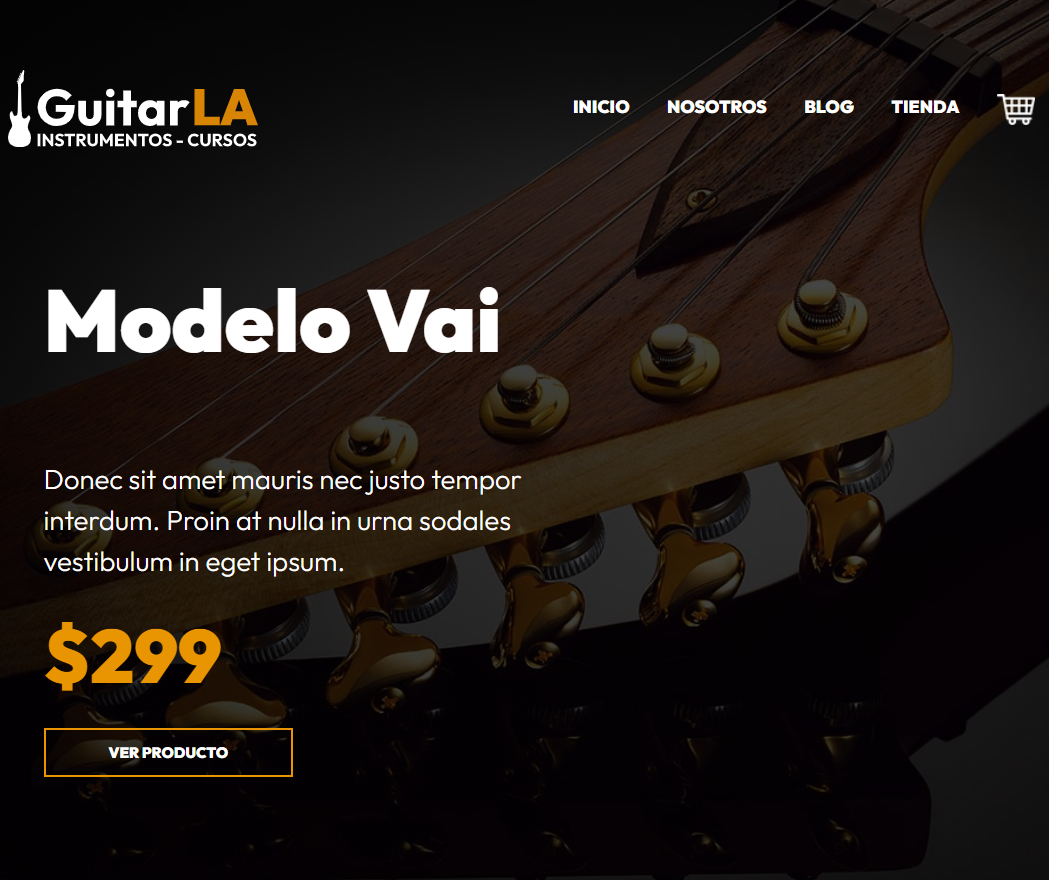 GuitarLA
INSTRUMENTOS - CURSOS
INICIO NOSOTROS BLOG TIENDA
Modelo Vai
Donec sit amet mauris nec justo tempor
interdum. Proin at nulla in urna sodales
vestibulum in eget ipsum.
$299
VER PRODUCTO